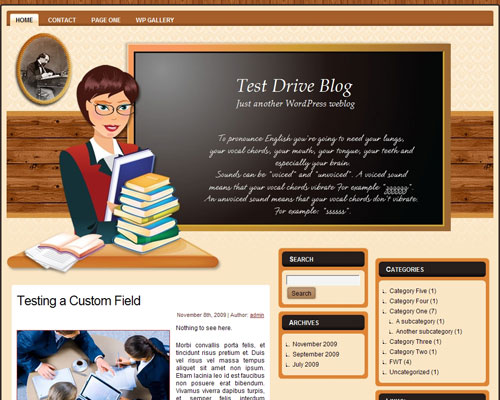 HOME CONTACT PAGE ONE WP GALLERY
Test Drive Blog
Just another WordPress weblog
To pronounce English you're going to need your lungs,
your vocal chords, your mouth, your tongue, your teeth and
especially your brain.
Sounds can be "voiced" and "unvoiced". A voiced sound
means that your vocal chords vibrate. For example "gggggg".
An unvoiced sound means that your vocal chords don't vibrate.
For example: "ssssss".
Testing a Custom Field
November 8th, 2009 | Author: admin
Nothing to see here.
Morbi convallis porta felis, et
tincidunt risus pretium et. Duis
vel risus vel massa tempus
aliquet sit amet non ipsum.
Etiam lacinia leo id est faucibus
non posuere erat bibendum.
Vivamus viverra dapibus turpis,
et semper felis interdum
SEARCH
Search
ARCHIVES
November 2009
September 2009
July 2009
CATEGORIES
Category Five (1)
Category Four (1)
Category One (7)
A subcategory (1)
Another subcategory (1)
Category Three (1)
Category Two (1)
FWT (4)
Uncategorized (1)